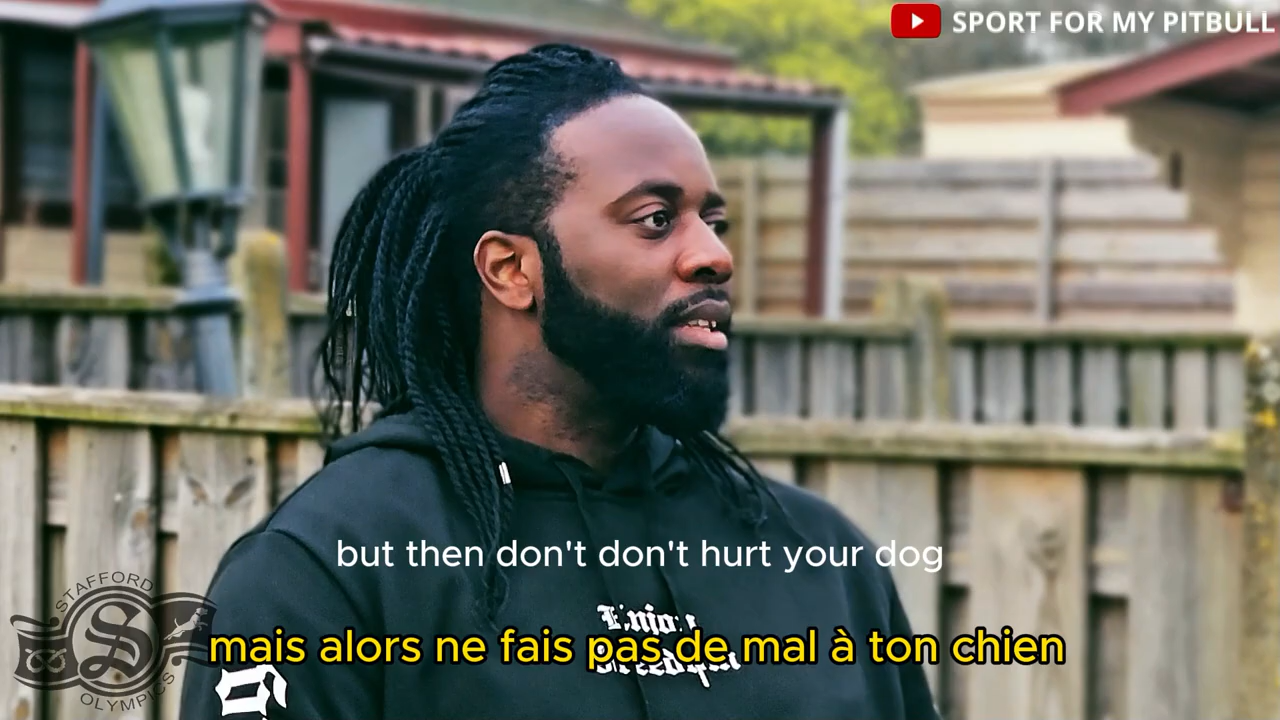 SPORT FOR MY PITBULL
but then don't don't hurt your dog
mais alors ne fais pas de mal à ton chien
STAFFORD
S
OLYMPICS